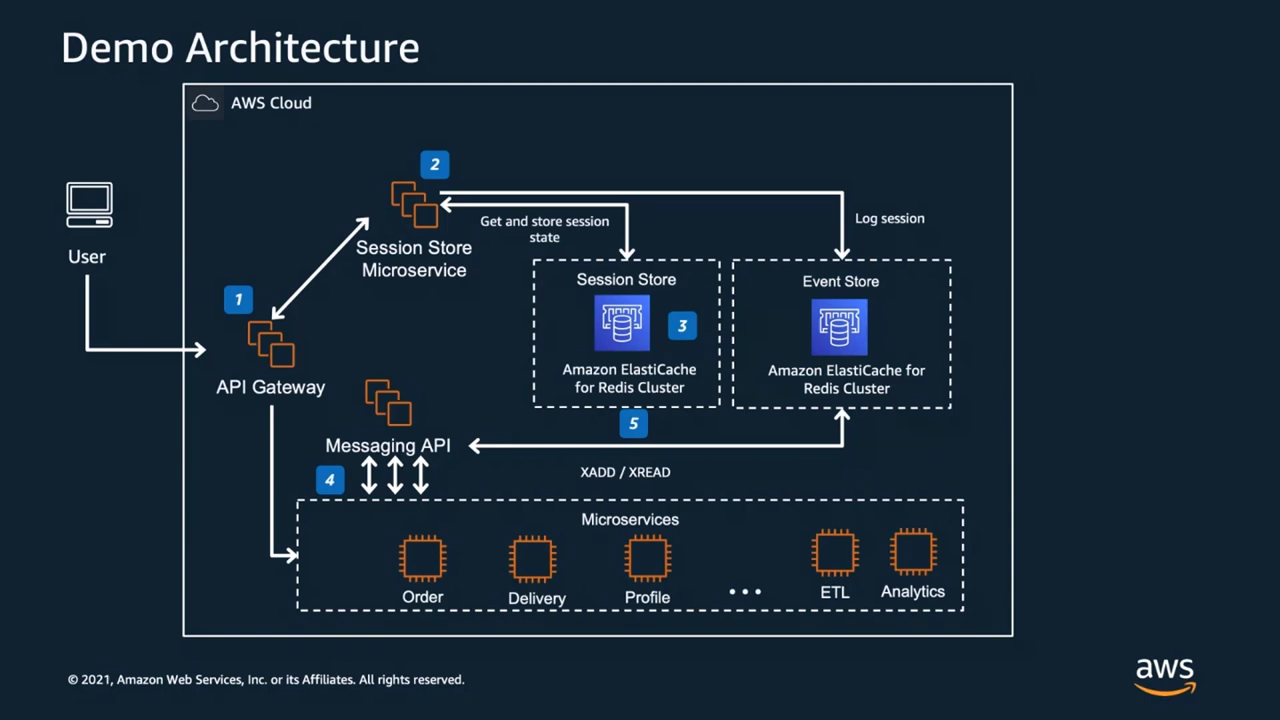 Demo Architecture
AWS Cloud
2
Get and store session
state
Log session
User
Session Store
Microservice
1
Session Store
3
Amazon ElastiCache
for Redis Cluster
Event Store
Amazon ElastiCache for
Redis Cluster
API Gateway
5
Messaging API
4
XADD / XREAD
Microservices
Order
Delivery
Profile
...
ETL
Analytics
© 2021, Amazon Web Services, Inc. or its Affiliates. All rights reserved.
aws